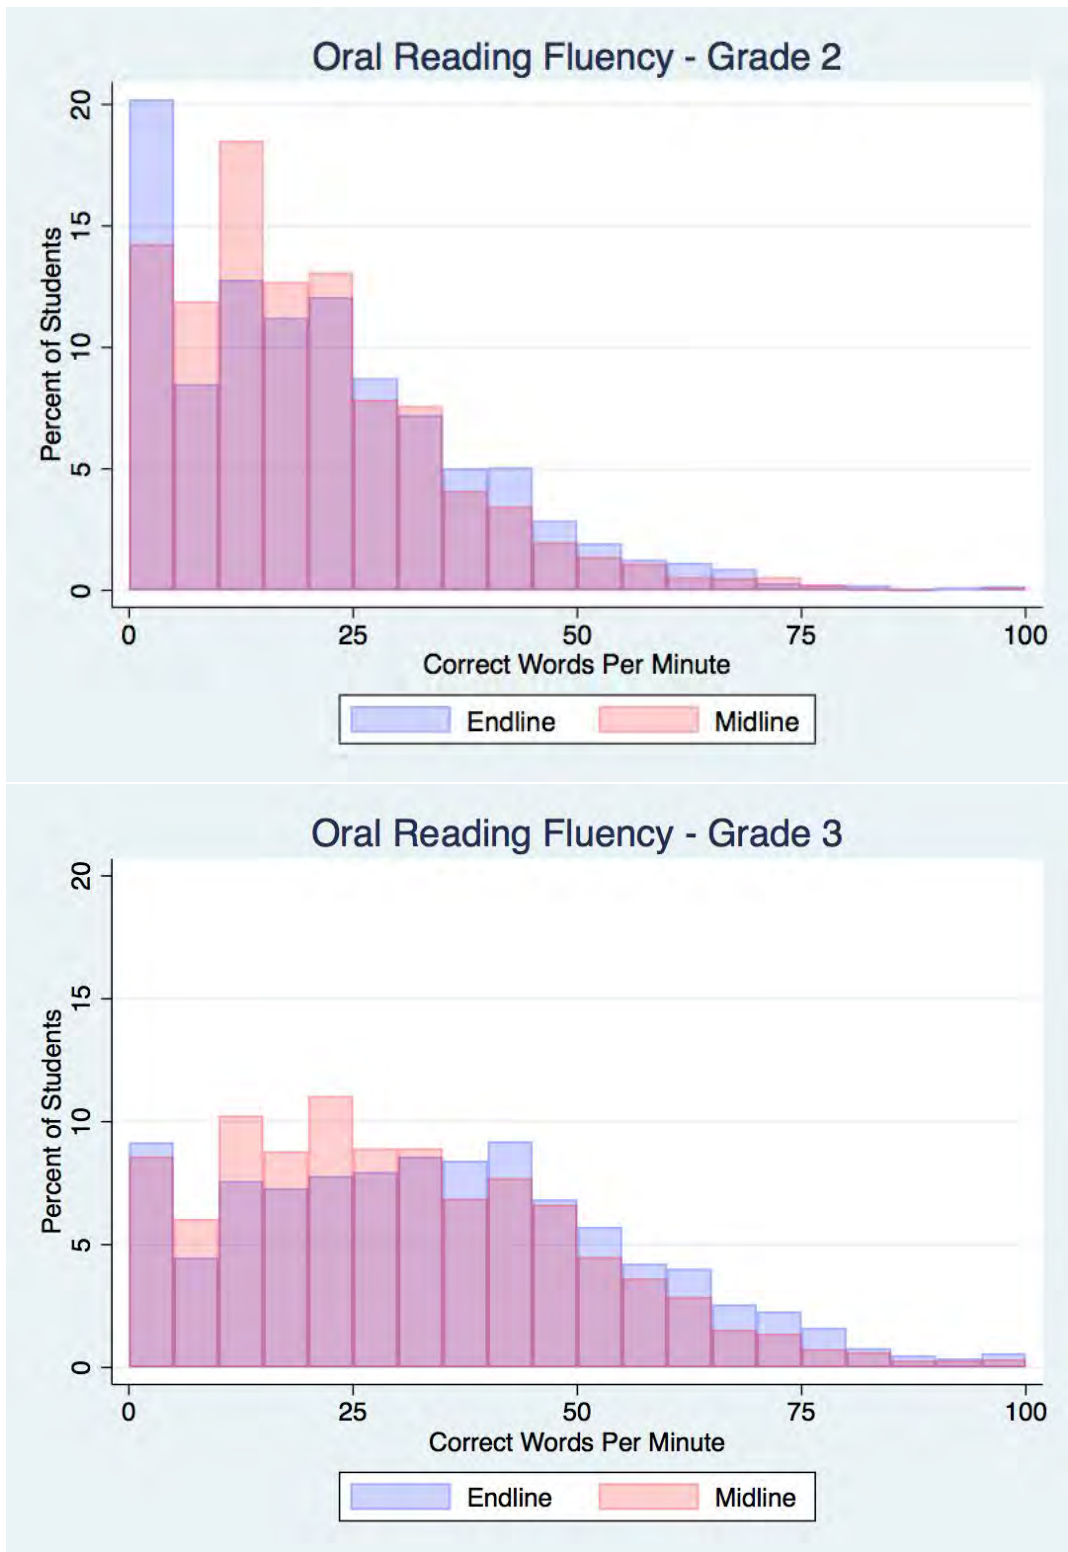 Oral Reading Fluency - Grade 2
20
15
10
5
0
Percent of Students
0 25 50 75 100
Correct Words Per Minute
Endline Midline
Oral Reading Fluency - Grade 3
20
15
10
5
0
Percent of Students
0 25 50 75 100
Correct Words Per Minute
Endline Midline